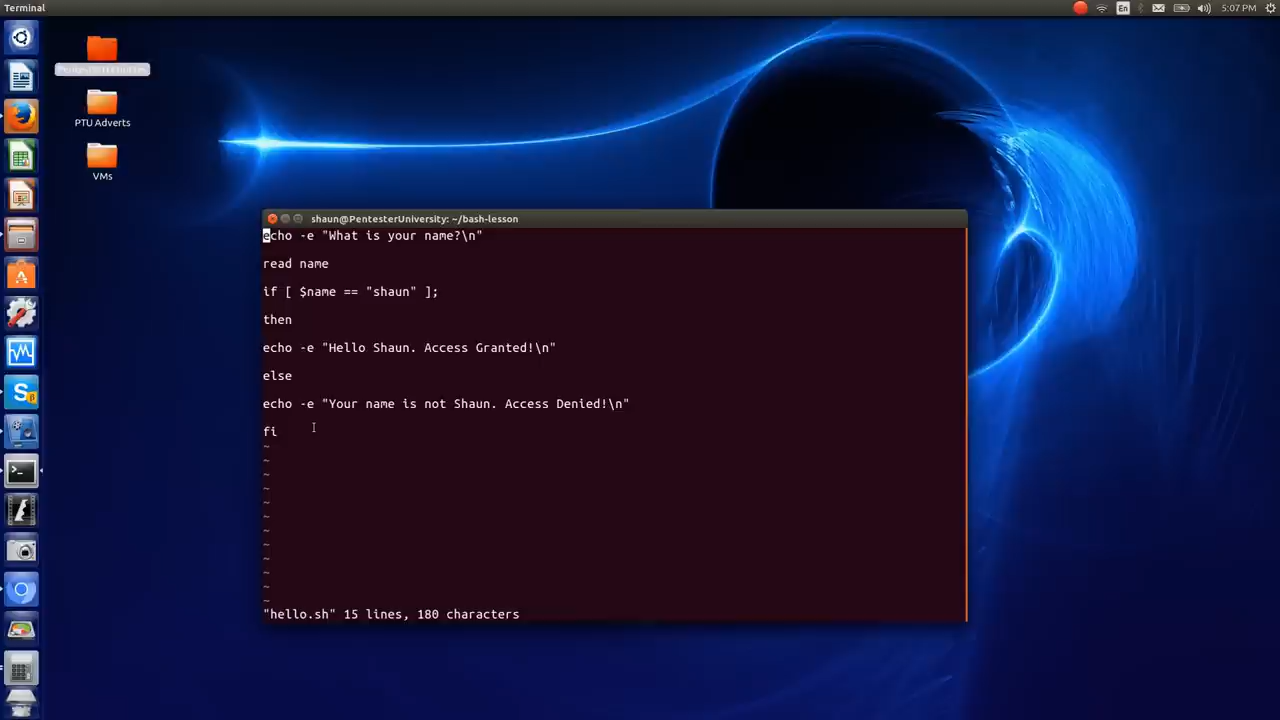 Terminal
En
5:07 PM
PTU Adverts
VMs
shaun@PentesterUniversity: ~/bash-lesson
echo -e "What is your name?\n"
read name
if [ $name == "shaun" ];
then
echo -e "Hello Shaun. Access Granted!\n"
else
echo -e "Your name is not Shaun. Access Denied!\n"
fi
~
~
~
~
~
~
~
~
~
~
~
~
"hello.sh" 15 lines, 180 characters